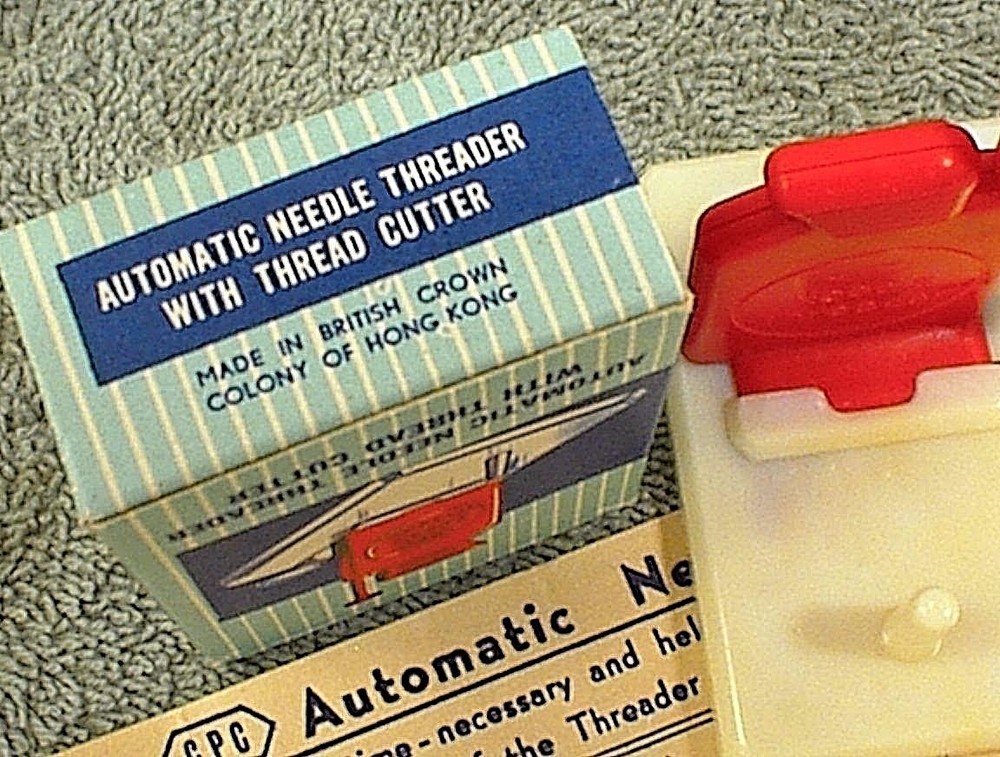 AUTOMATIC NEEDLE THREADER
WITH THREAD CUTTER
MADE IN BRITISH CROWN
COLONY OF HONG KONG
AUTOMATIC NEEDLE THREADER
WITH THREAD CUTTER
CPC
Automatic Ne
ime-necessary and hel
the Threader